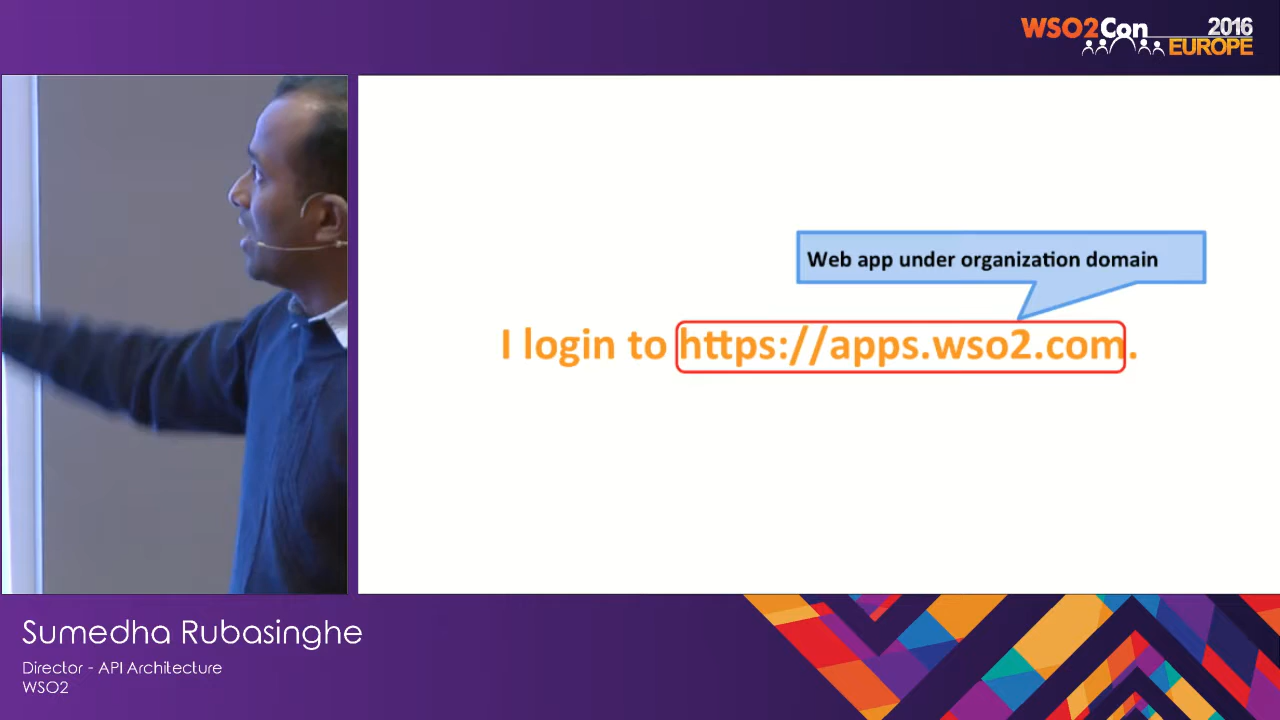 WSO2Con 2016
EUROPE
Web app under organization domain
I login to https://apps.wso2.com.
Sumedha Rubasinghe
Director - API Architecture
WSO2